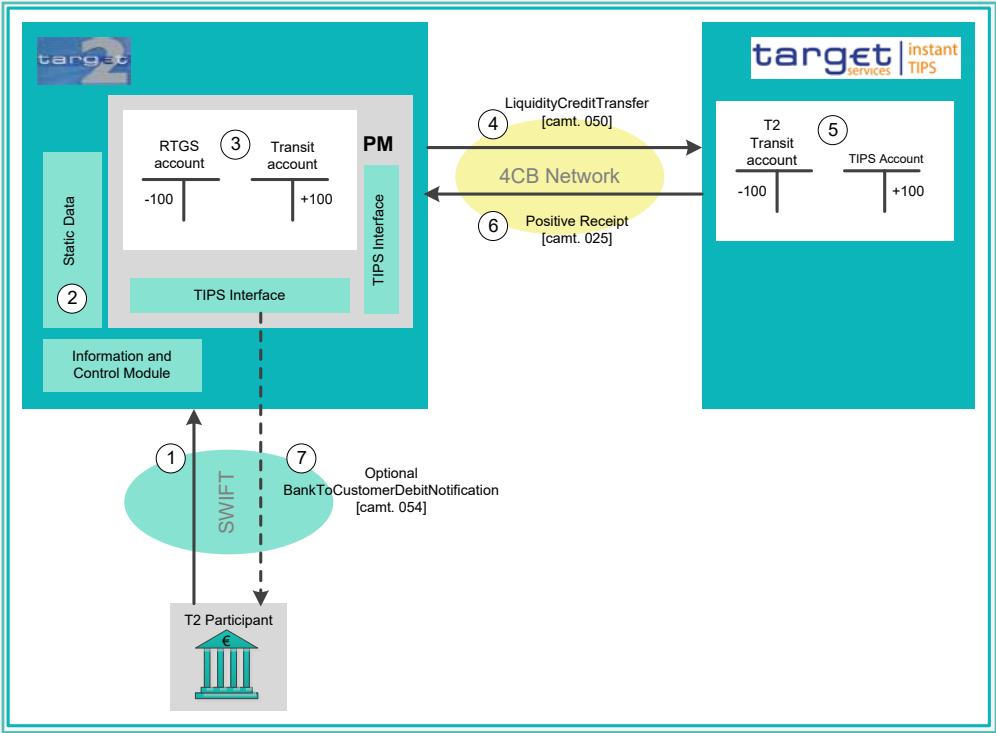 target
2
target
services
instant
TIPS
LiquidityCreditTransfer
[camt. 050]
4
4CB Network
6
Positive Receipt
[camt. 025]
RTGS
account
3
Transit
account
PM
-100
+100
T2
Transit
account
5
TIPS Account
-100
+100
Static Data
2
TIPS Interface
TIPS Interface
Information and
Control Module
1
7
SWIFT
Optional
BankToCustomerDebitNotification
[camt. 054]
T2 Participant
€